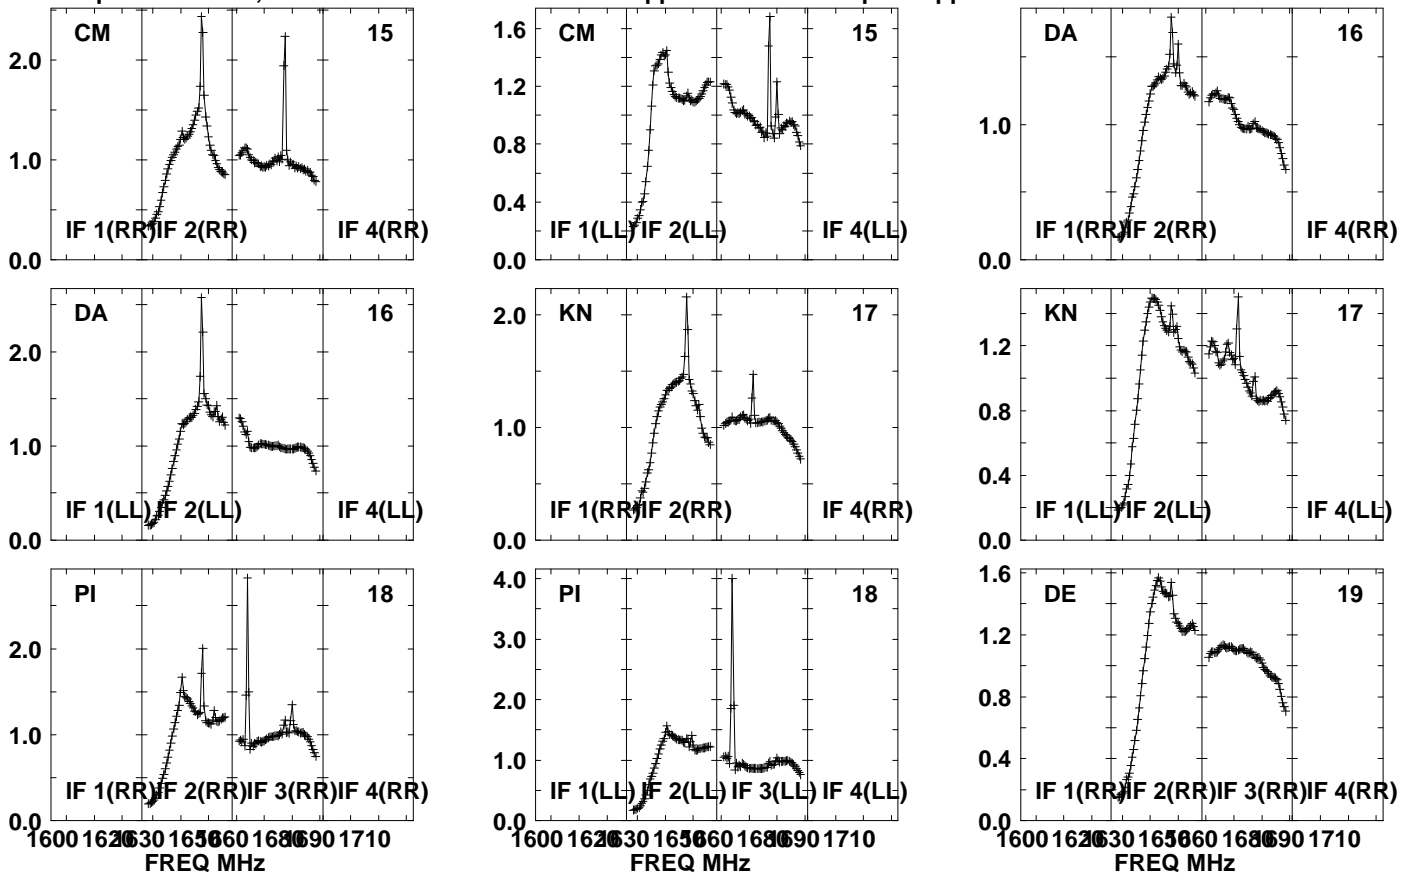 CM 15 CM 15 DA 16
2.0 1.6 1.0
1.0 1.2
0.8
0.4
0.0 0.0 0.0
IF 1(RR) IF 2(RR) IF 4(RR) IF 1(LL) IF 2(LL) IF 4(LL) IF 1(RR) IF 2(RR) IF 4(RR)
DA 16 KN 17 KN 17
2.0 2.0 1.2
1.0 1.0 0.8
0.4
0.0 0.0 0.0
IF 1(LL) IF 2(LL) IF 4(LL) IF 1(RR) IF 2(RR) IF 4(RR) IF 1(LL) IF 2(LL) IF 4(LL)
PI 18 PI 18 DE 19
2.0 4.0 1.6
1.0 3.0 1.2
2.0 0.8
1.0 0.4
0.0 0.0 0.0
IF 1(RR) IF 2(RR) IF 3(RR) IF 4(RR) IF 1(LL) IF 2(LL) IF 3(LL) IF 4(LL) IF 1(RR) IF 2(RR) IF 3(RR) IF 4(RR)
1600 1620 1630 1650 1660 1680 1690 1710 1600 1620 1630 1650 1660 1680 1690 1710 1600 1620 1630 1650 1660 1680 1690 1710
FREQ MHz FREQ MHz FREQ MHz